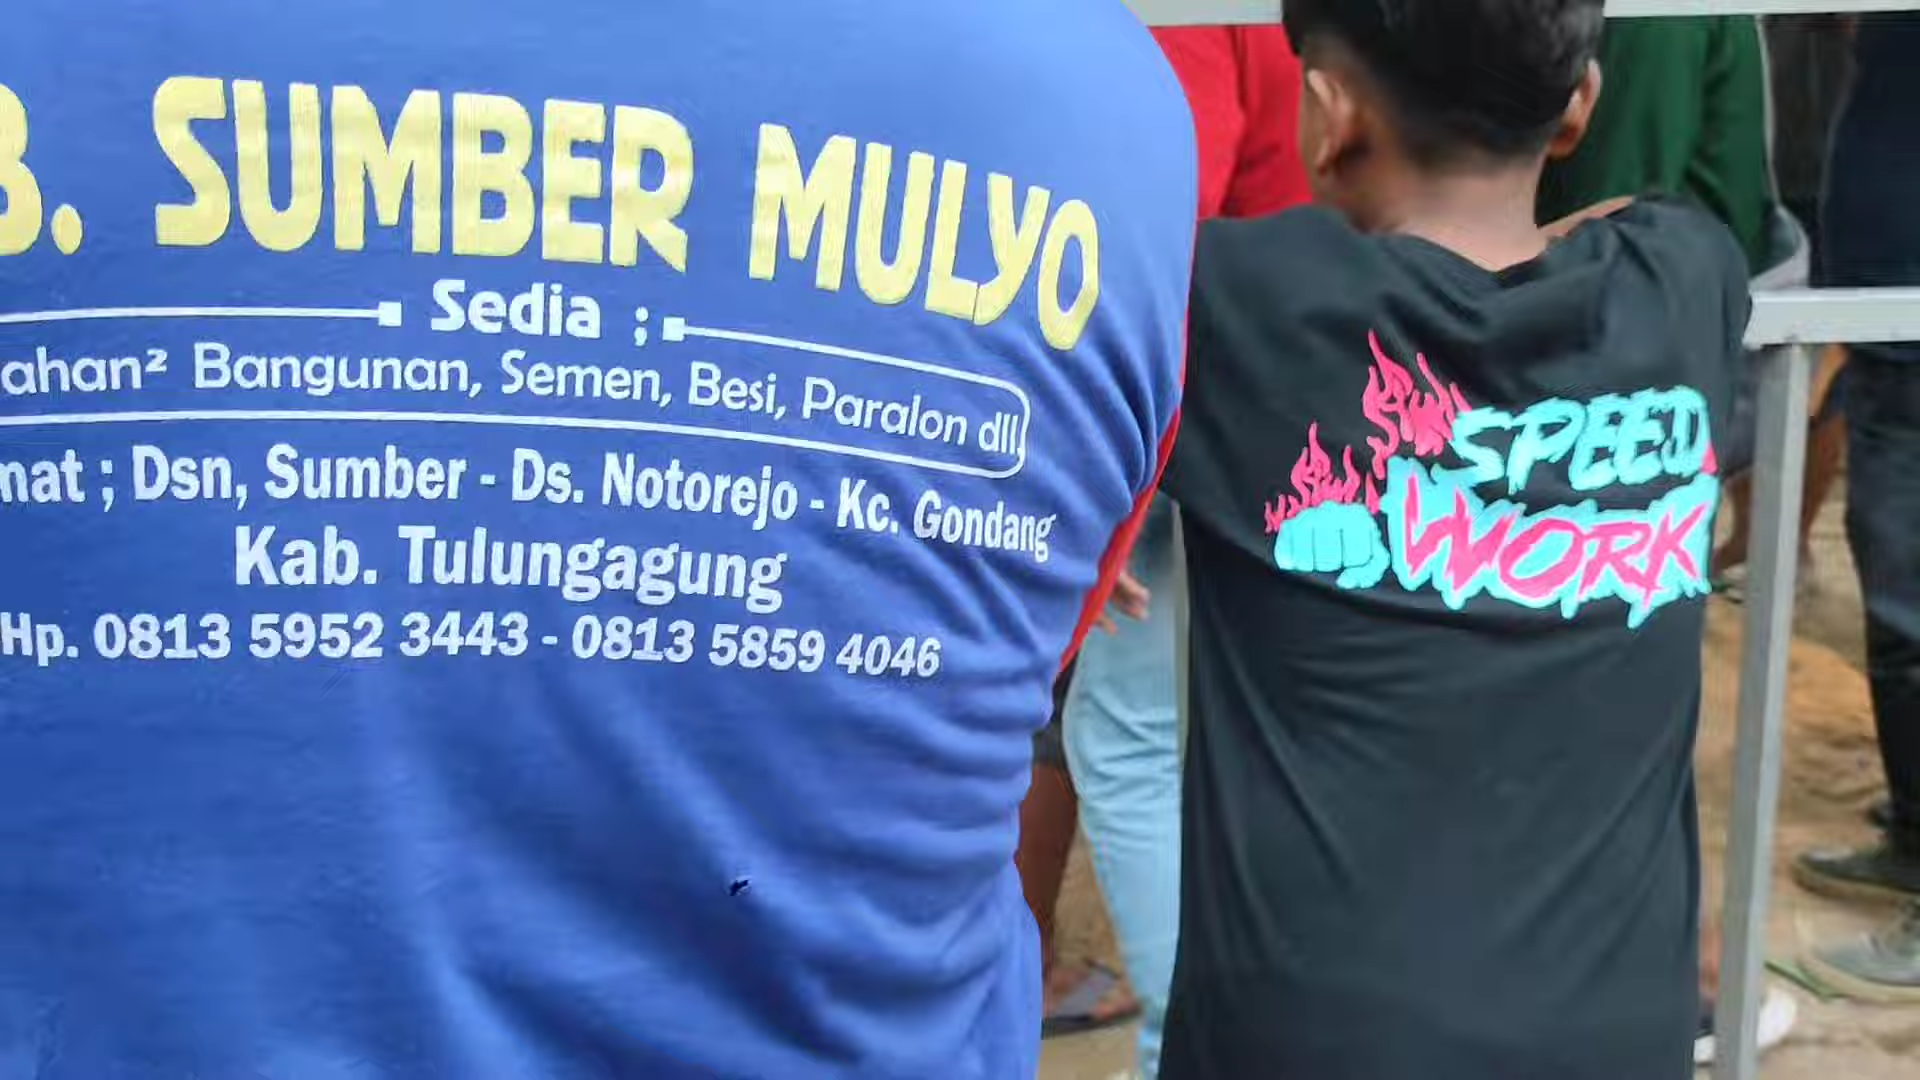 B. SUMBER MULYO
Sedia ;
ahan² Bangunan, Semen, Besi, Paralon dll,
mat ; Dsn, Sumber - Ds. Notorejo - Kc. Gondang
Kab. Tulungagung
Hp. 0813 5952 3443 - 0813 5859 4046
SPEED
WORK